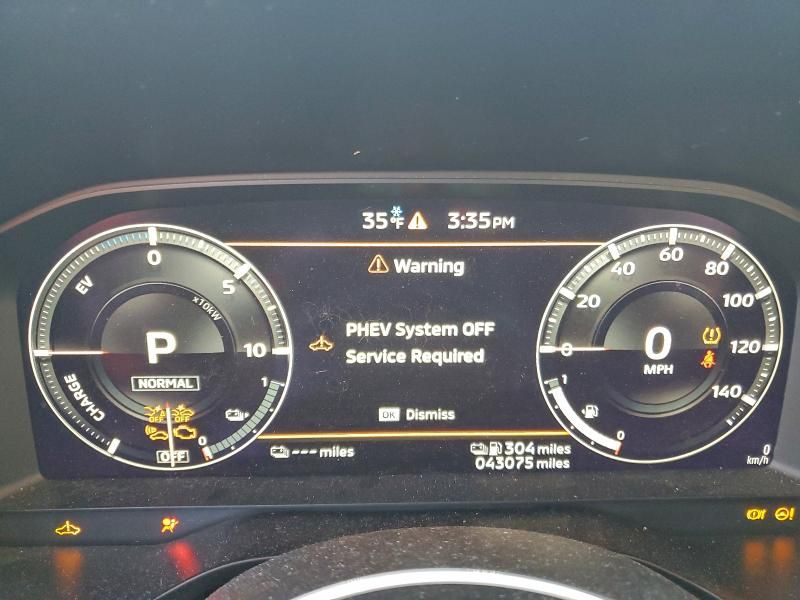 35°F 3:35PM
Warning
PHEV System OFF
Service Required
OK Dismiss
--- miles
304 miles
043075 miles
EV
0
5
10
x10kW
P
NORMAL
CHARGE
OFF
OFF
OFF
1
0
0
20
40
60
80
100
120
140
0
MPH
1
0
0
km/h